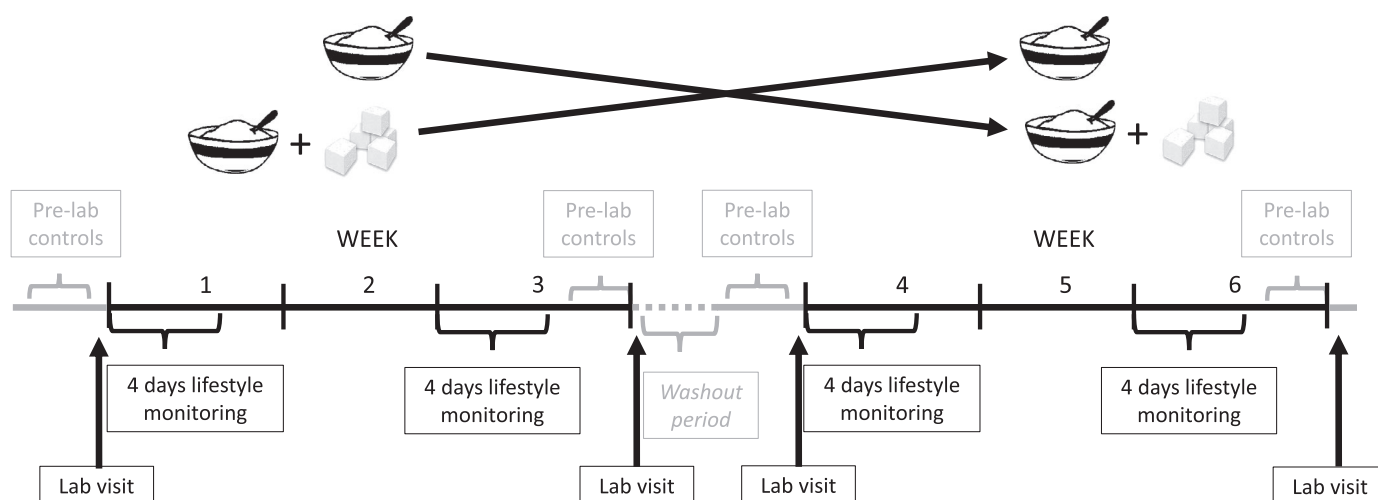 +
+
Pre-lab
controls
WEEK
Pre-lab
controls
Pre-lab
controls
WEEK
Pre-lab
controls
1
2
3
4
5
6
4 days lifestyle
monitoring
4 days lifestyle
monitoring
Washout
period
4 days lifestyle
monitoring
4 days lifestyle
monitoring
Lab visit
Lab visit
Lab visit
Lab visit